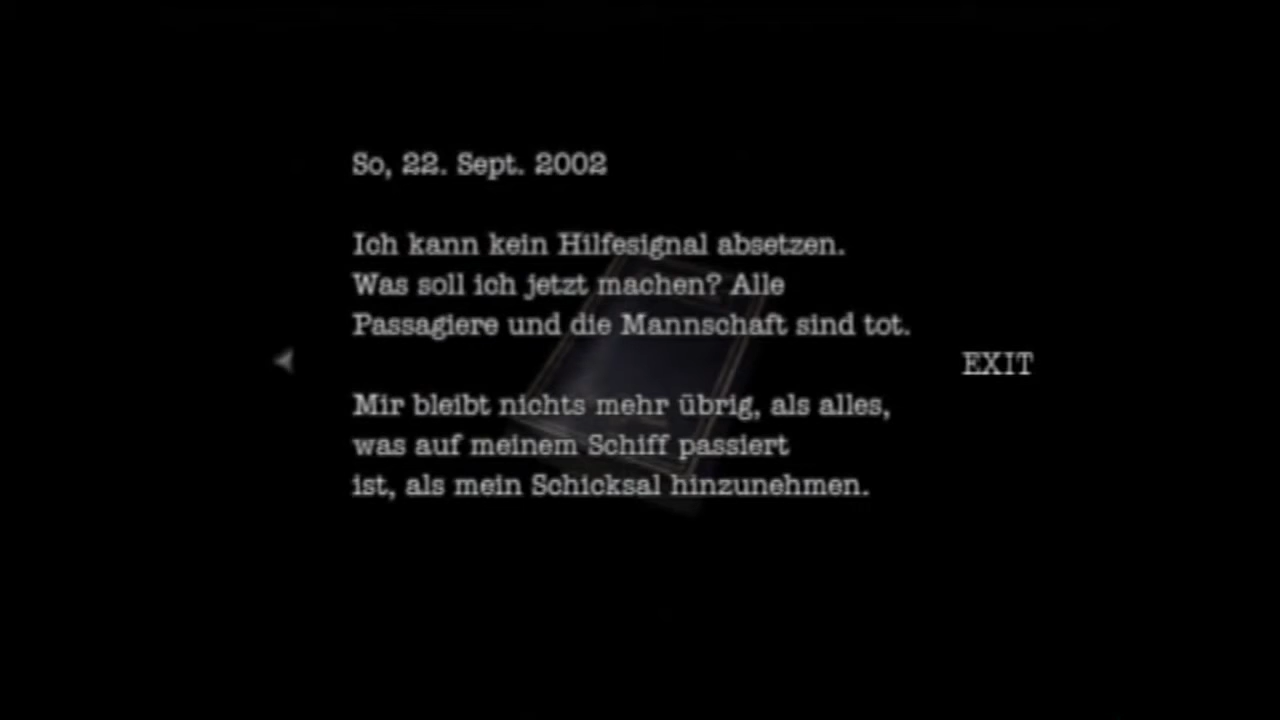 So, 22. Sept. 2002
Ich kann kein Hilfesignal absetzen.
Was soll ich jetzt machen? Alle
Passagiere und die Mannschaft sind tot.
EXIT
Mir bleibt nichts mehr übrig, als alles,
was auf meinem Schiff passiert
ist, als mein Schicksal hinzunehmen.